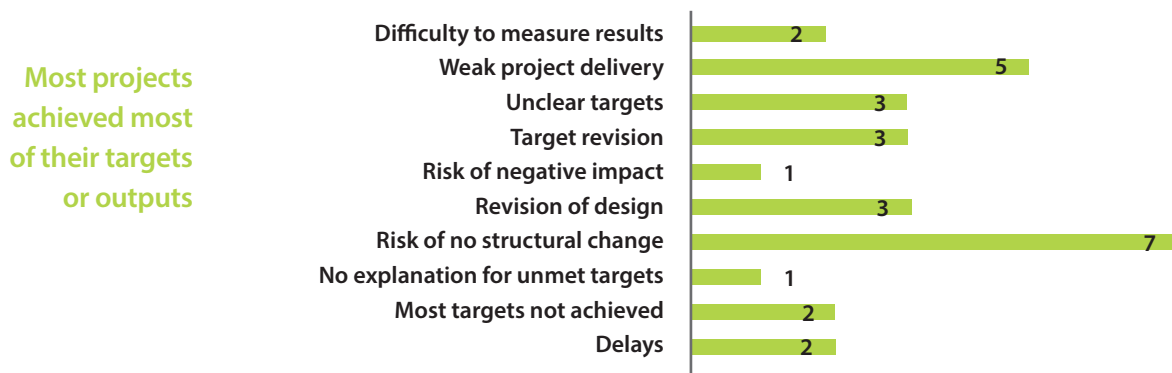 Most projects
achieved most
of their targets
or outputs
Difficulty to measure results 2
Weak project delivery 5
Unclear targets 3
Target revision 3
Risk of negative impact 1
Revision of design 3
Risk of no structural change 7
No explanation for unmet targets 1
Most targets not achieved 2
Delays 2